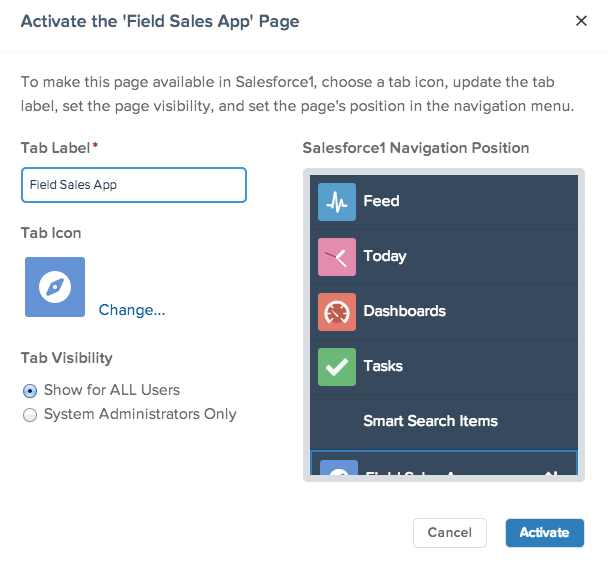 Activate the 'Field Sales App' Page
To make this page available in Salesforce1, choose a tab icon, update the tab
label, set the page visibility, and set the page's position in the navigation menu.
Tab Label*
Field Sales App
Tab Icon
Change...
Tab Visibility
Show for ALL Users
System Administrators Only
Salesforce1 Navigation Position
Feed
Today
Dashboards
Tasks
Smart Search Items
Field Sales App
Cancel
Activate